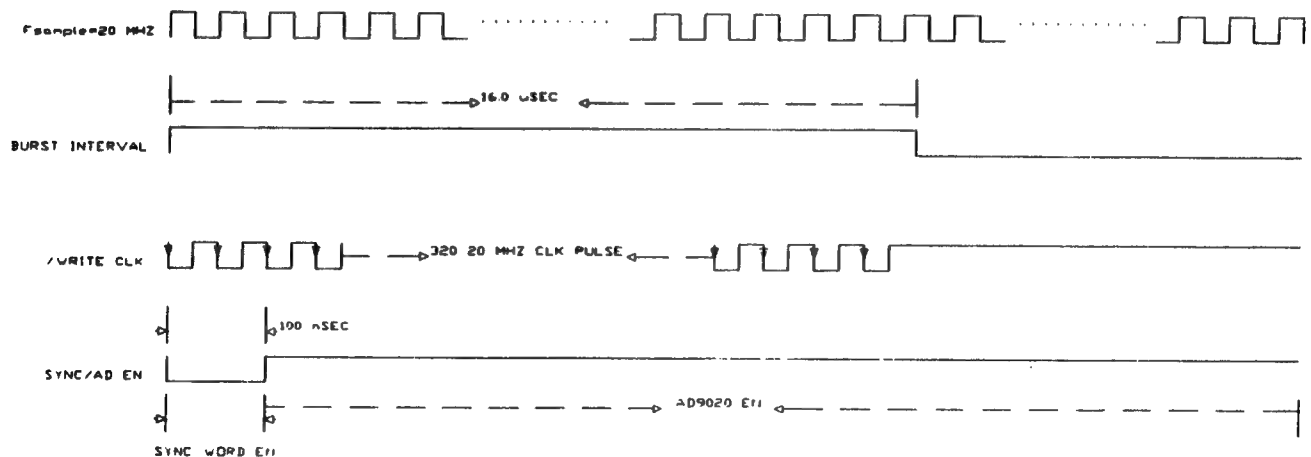 Fsample=20 MHZ
16.0 uSEC
BURST INTERVAL
/WRITE CLK
320 20 MHZ CLK PULSE
100 nSEC
SYNC/AD EN
AD9020 EN
SYNC WORD EN